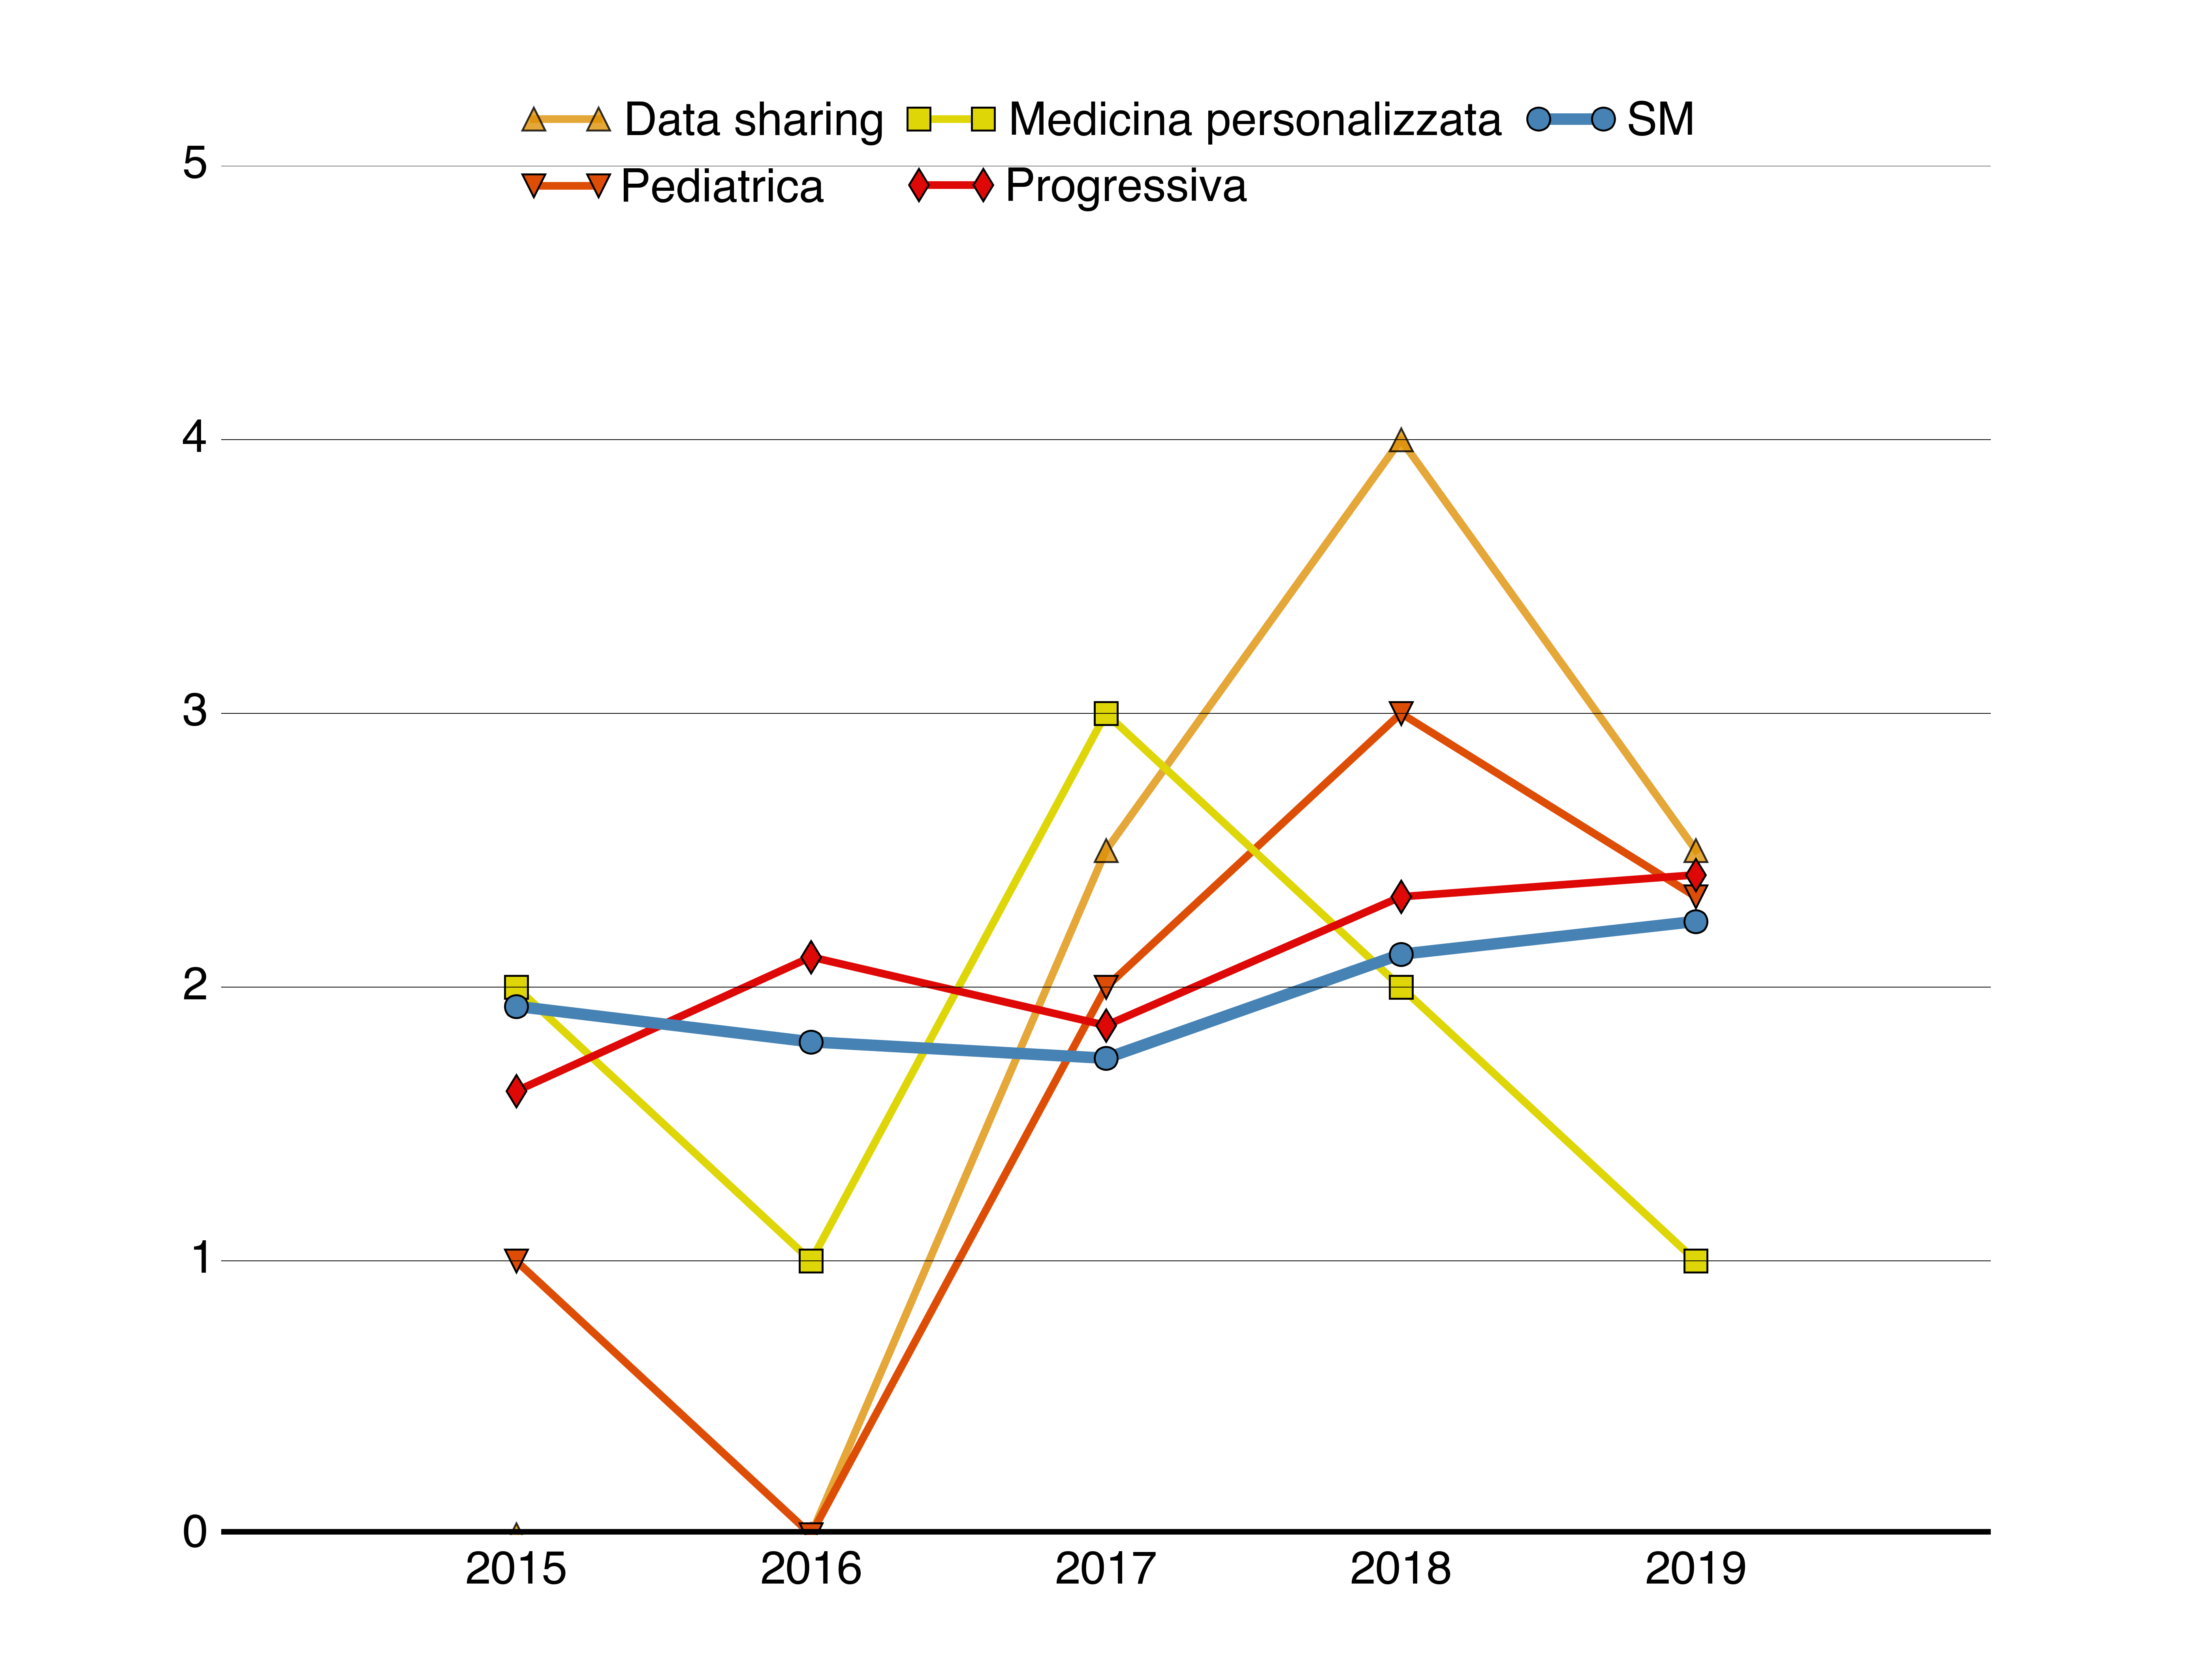 Data sharing Medicina personalizzata SM
Pediatrica Progressiva
5
4
3
2
1
0
2015 2016 2017 2018 2019